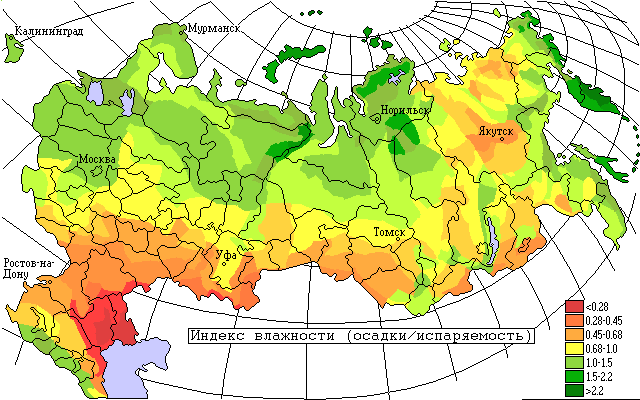 Мурманск
Калининград
Норильск
Якутск
Москва
Томск
Уфа
Ростов-на-
Дону
Индекс влажности (осадки/испаряемость)
<0.28
0.28-0.45
0.45-0.68
0.68-1.0
1.0-1.5
1.5-2.2
>2.2